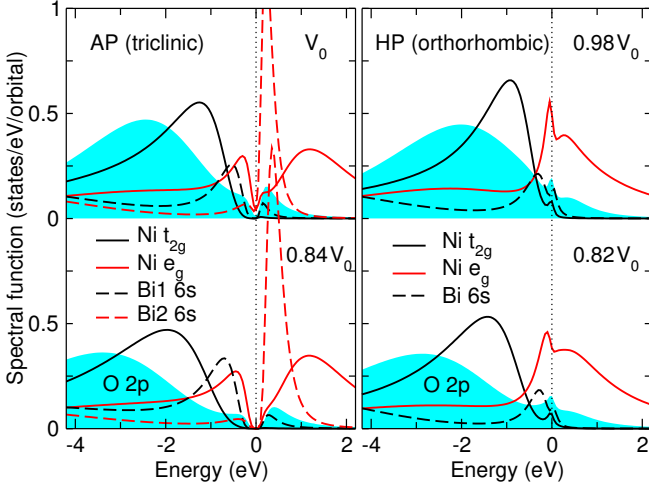 Spectral function (states/eV/orbital)
1
0.5
0
0.5
0
AP (triclinic)
V0
HP (orthorhombic)
0.98V0
Ni t2g
Ni eg
Bi1 6s
Bi2 6s
0.84V0
O 2p
Ni t2g
Ni eg
Bi 6s
0.82V0
O 2p
-4
-2
0
2
-4
-2
0
2
Energy (eV)
Energy (eV)